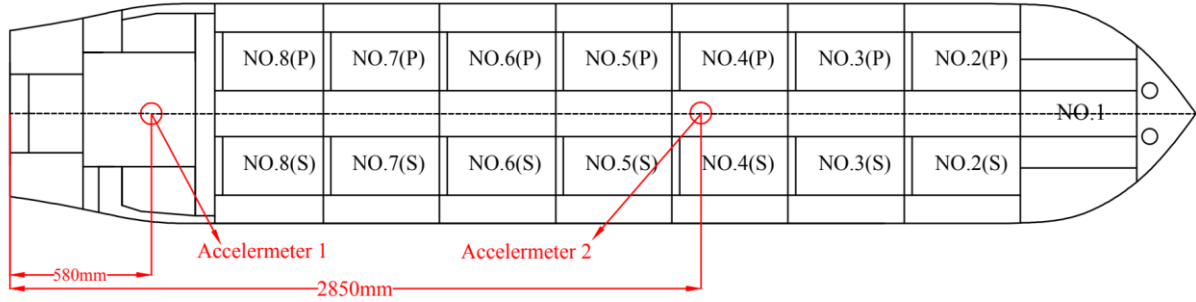 NO.8(P) NO.7(P) NO.6(P) NO.5(P) NO.4(P) NO.3(P) NO.2(P)
NO.1
NO.8(S) NO.7(S) NO.6(S) NO.5(S) NO.4(S) NO.3(S) NO.2(S)
Accelermeter 1 Accelermeter 2
580mm
2850mm